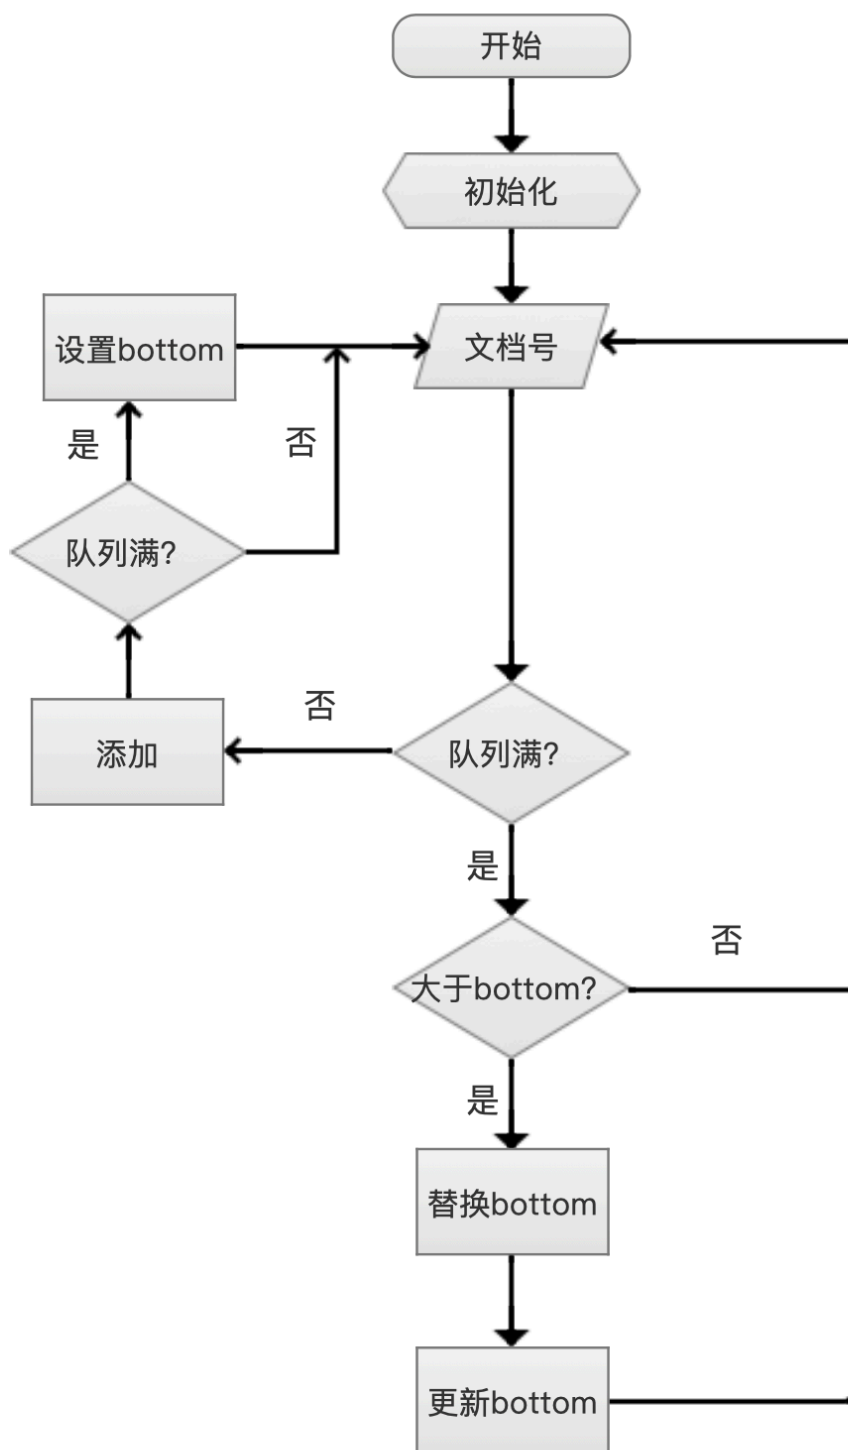 开始
初始化
设置bottom
文档号
是
否
队列满?
否
添加
队列满?
是
否
大于bottom?
是
替换bottom
更新bottom